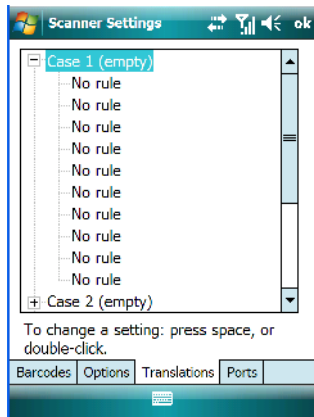 Scanner Settings ok
Case 1 (empty)
No rule
No rule
No rule
No rule
No rule
No rule
No rule
No rule
No rule
No rule
Case 2 (empty)
To change a setting: press space, or
double-click.
Barcodes Options Translations Ports